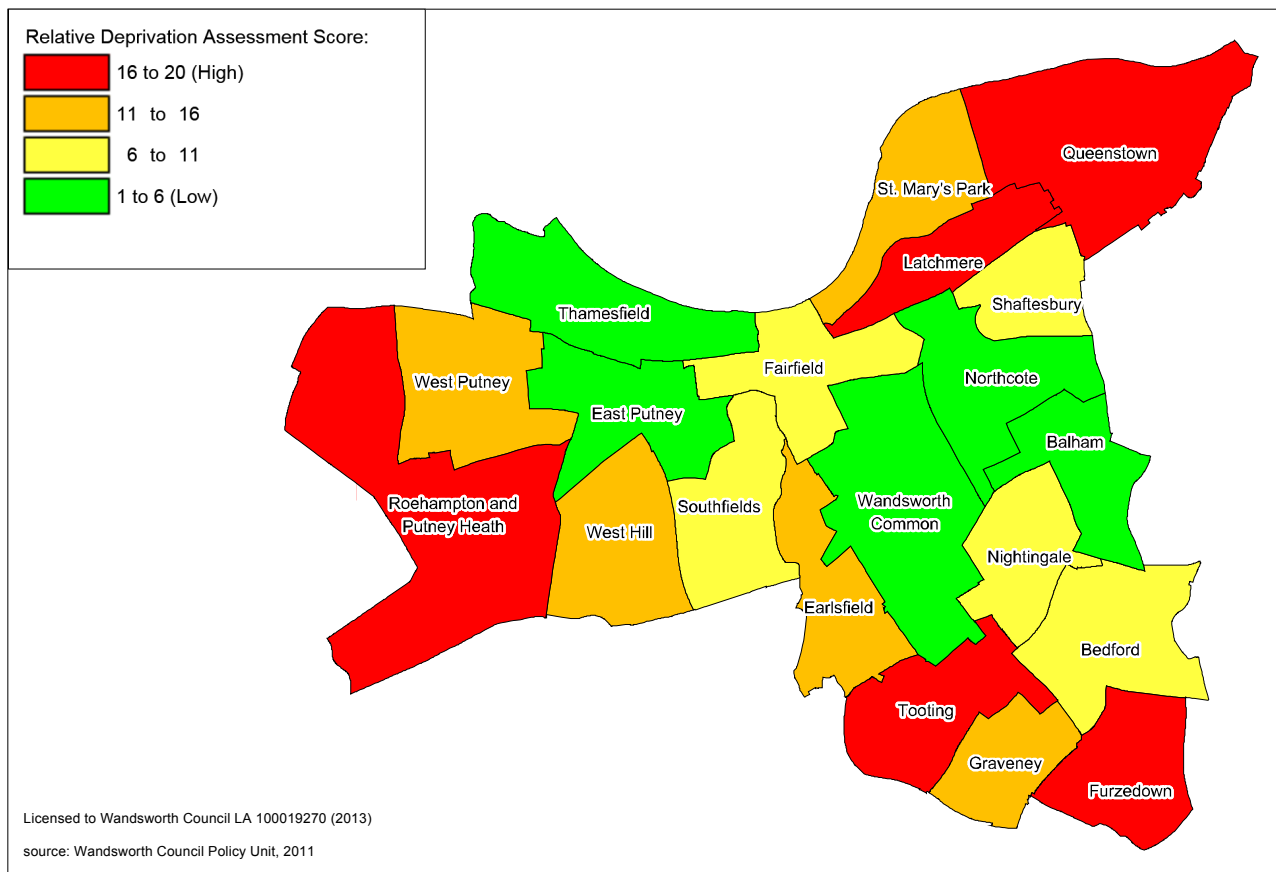 Relative Deprivation Assessment Score:
16 to 20 (High)
11 to 16
6 to 11
1 to 6 (Low)
Queenstown
St. Mary's Park
Latchmere
Shaftesbury
Thamesfield
Fairfield
Northcote
West Putney
East Putney
Balham
Roehampton and
Putney Heath
Wandsworth
Common
Southfields
West Hill
Nightingale
Earlsfield
Bedford
Tooting
Graveney
Furzedown
Licensed to Wandsworth Council LA 100019270 (2013)
source: Wandsworth Council Policy Unit, 2011